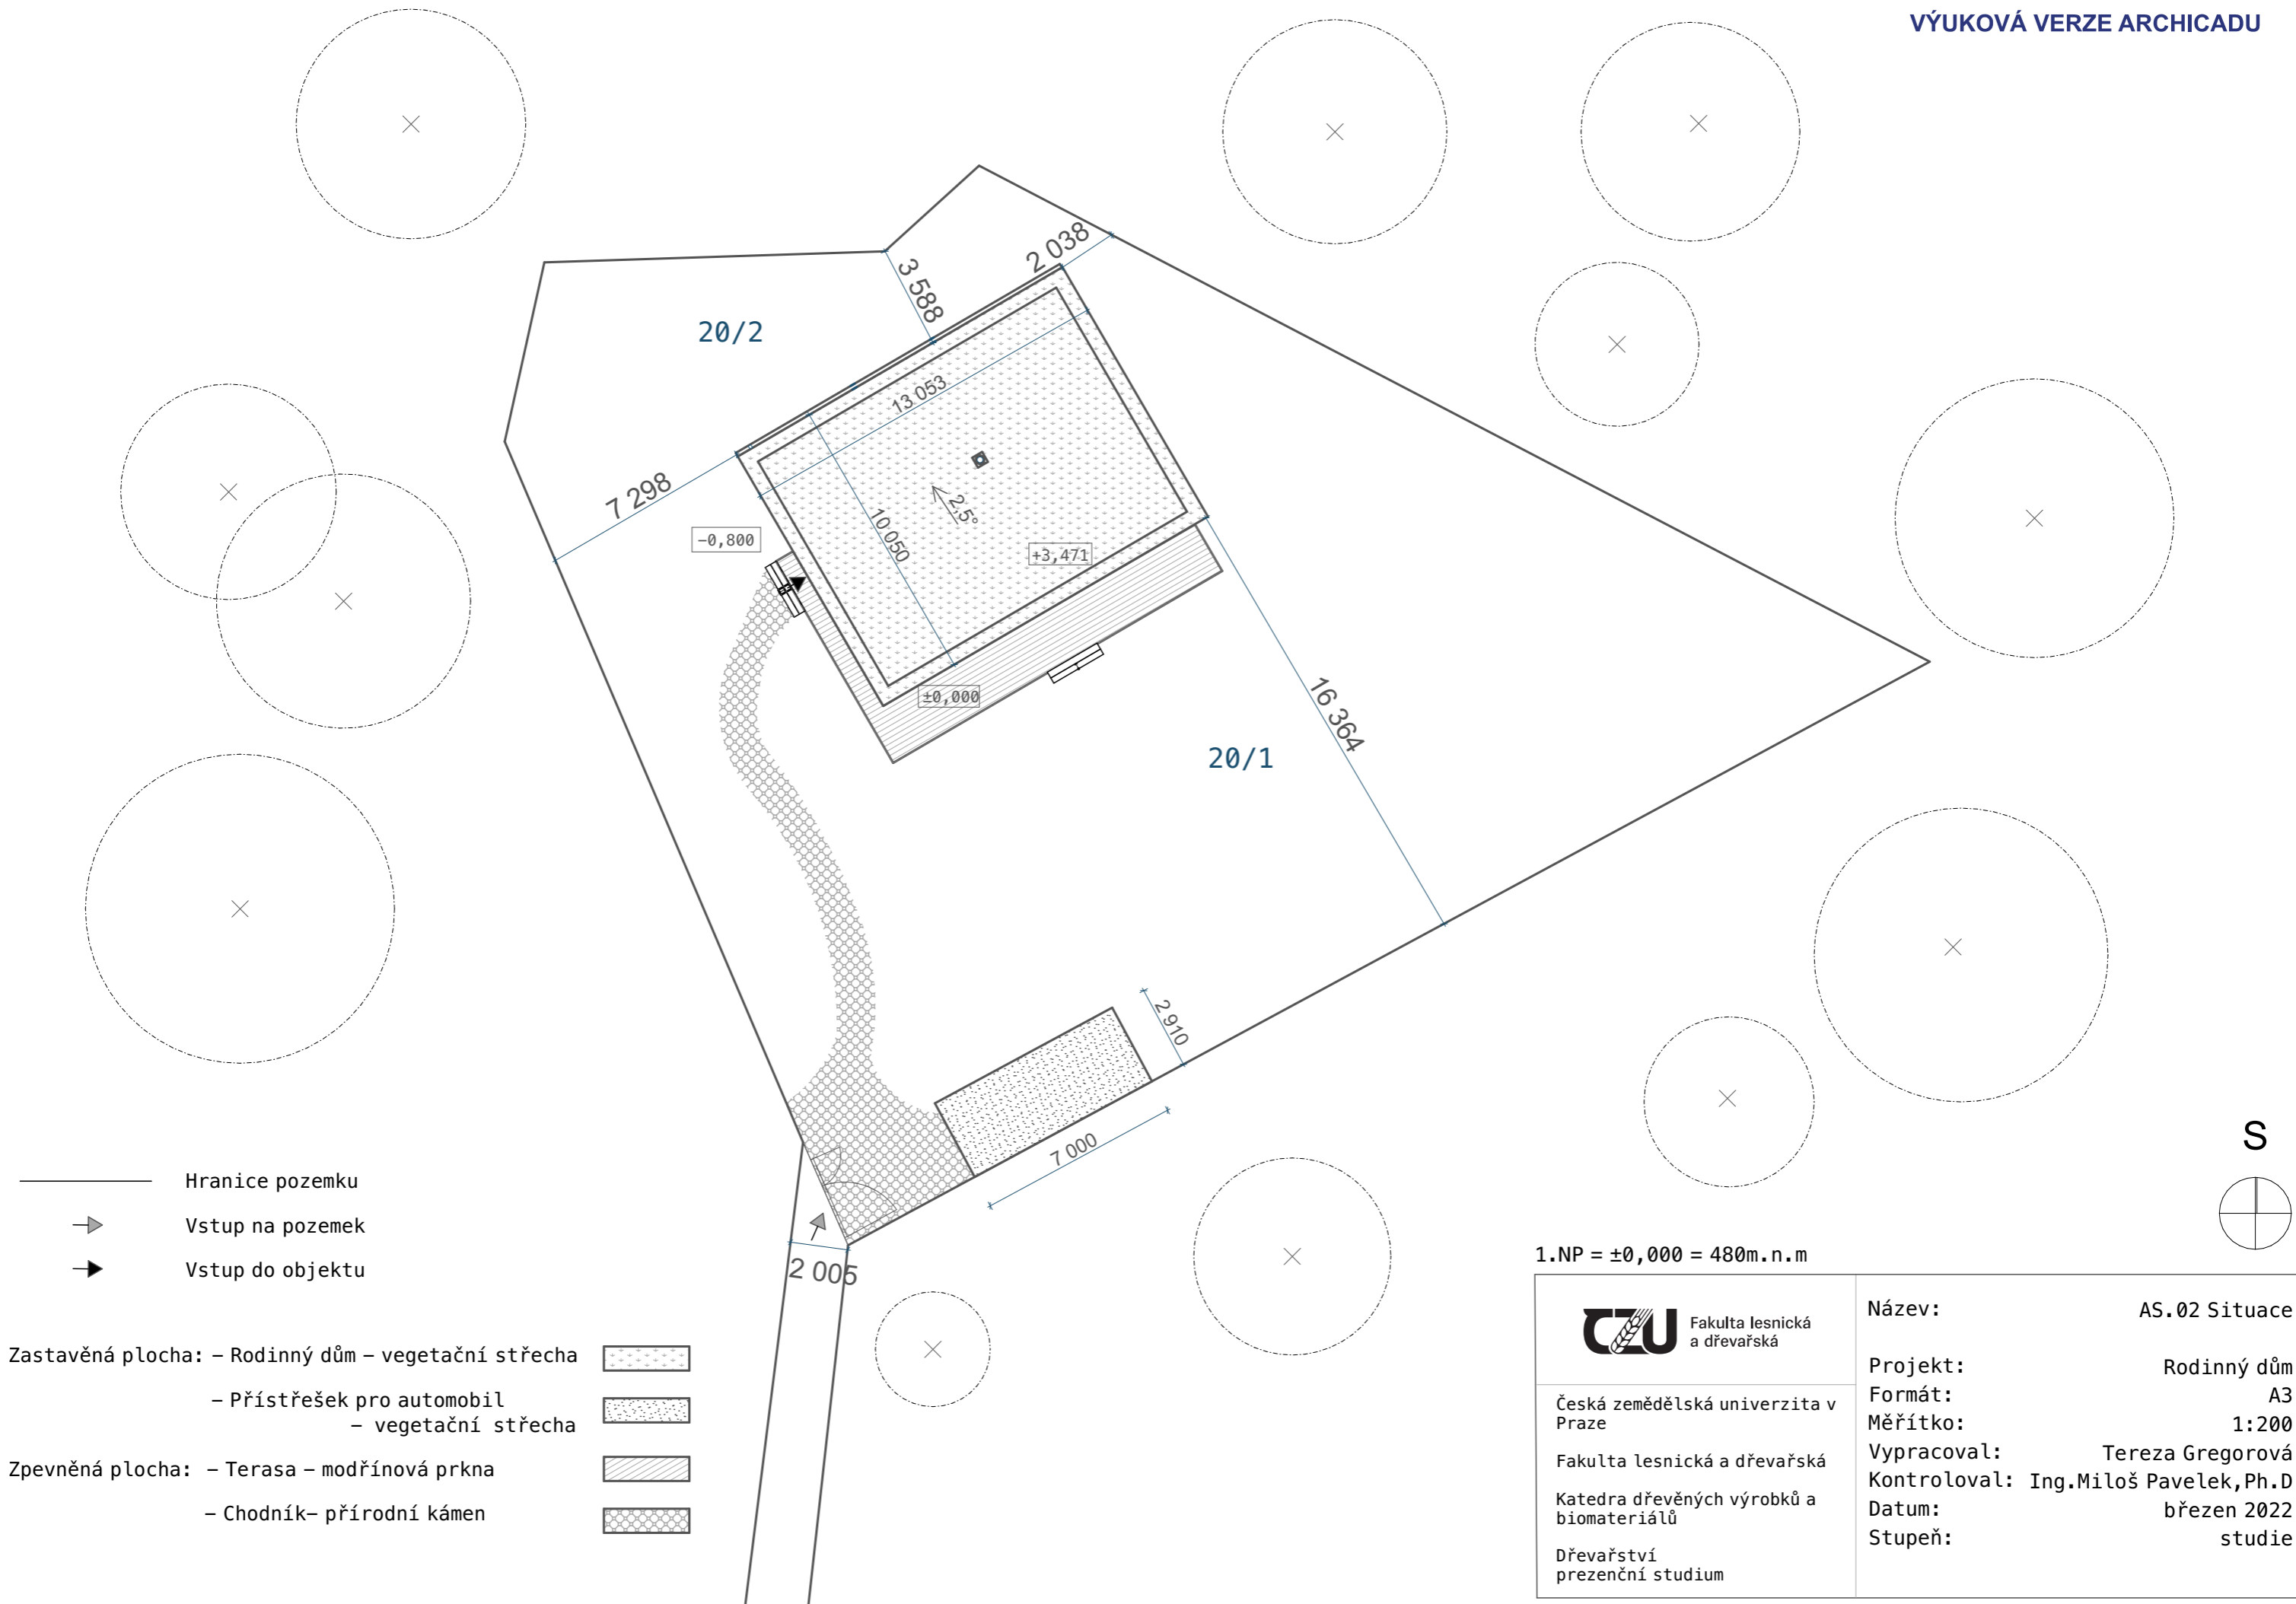 VÝUKOVÁ VERZE ARCHICADU
2 038
3 588
20/2
13 053
7 298
2,5°
10 050
-0,800
+3,471
±0,000
16 364
20/1
2 910
7 000
2 005
S
Hranice pozemku
Vstup na pozemek
Vstup do objektu
Zastavěná plocha: – Rodinný dům – vegetační střecha
– Přístřešek pro automobil
– vegetační střecha
Zpevněná plocha: – Terasa – modřínová prkna
– Chodník– přírodní kámen
1.NP = ±0,000 = 480m.n.m
CZU
Fakulta lesnická
a dřevařská
Česká zemědělská univerzita v
Praze
Fakulta lesnická a dřevařská
Katedra dřevěných výrobků a
biomateriálů
Dřevařství
prezenční studium
Název: AS.02 Situace
Projekt: Rodinný dům
Formát: A3
Měřítko: 1:200
Vypracoval: Tereza Gregorová
Kontroloval: Ing.Miloš Pavelek,Ph.D
Datum: březen 2022
Stupeň: studie